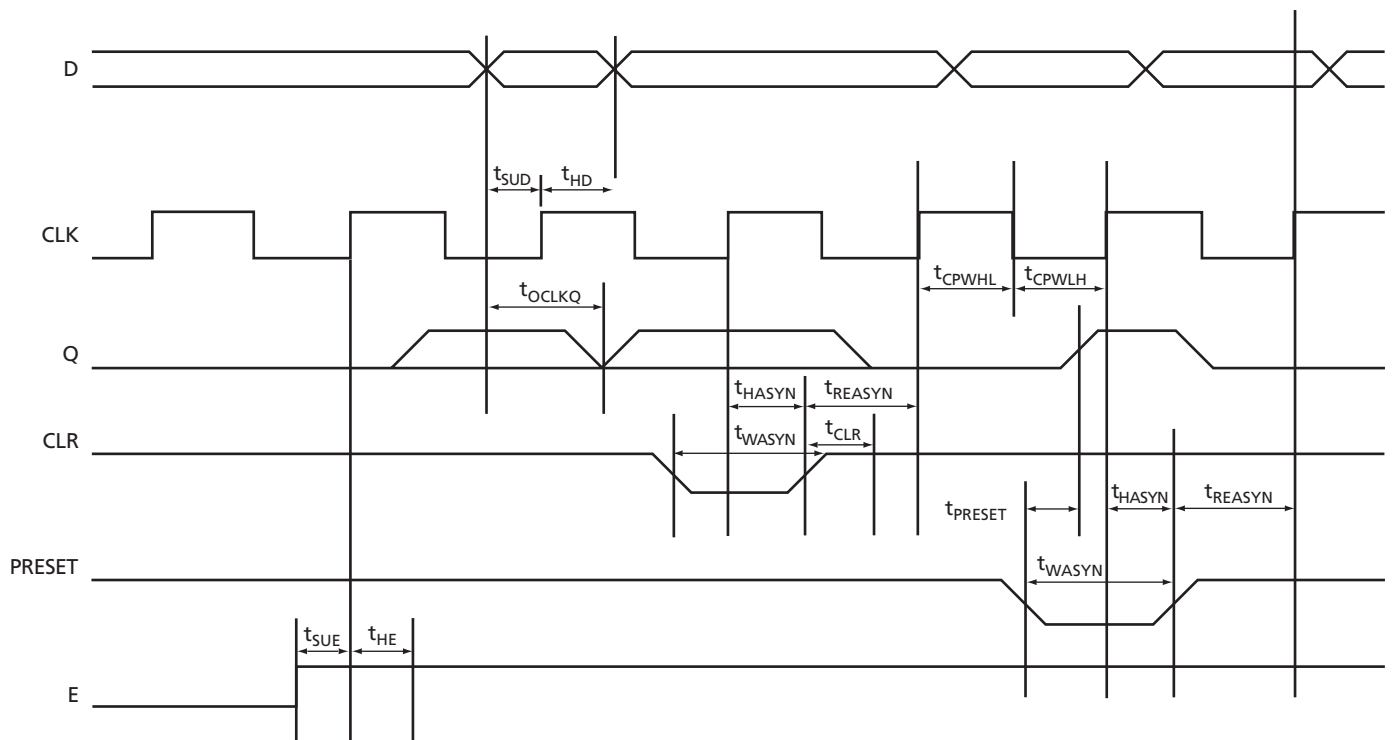 D
tSUD
tHD
CLK
tCPWHL
tCPWLH
tOCLKQ
Q
tHASYN
tREASYN
CLR
tWASYN
tCLR
tPRESET
tHASYN
tREASYN
PRESET
tWASYN
tSUE
tHE
E